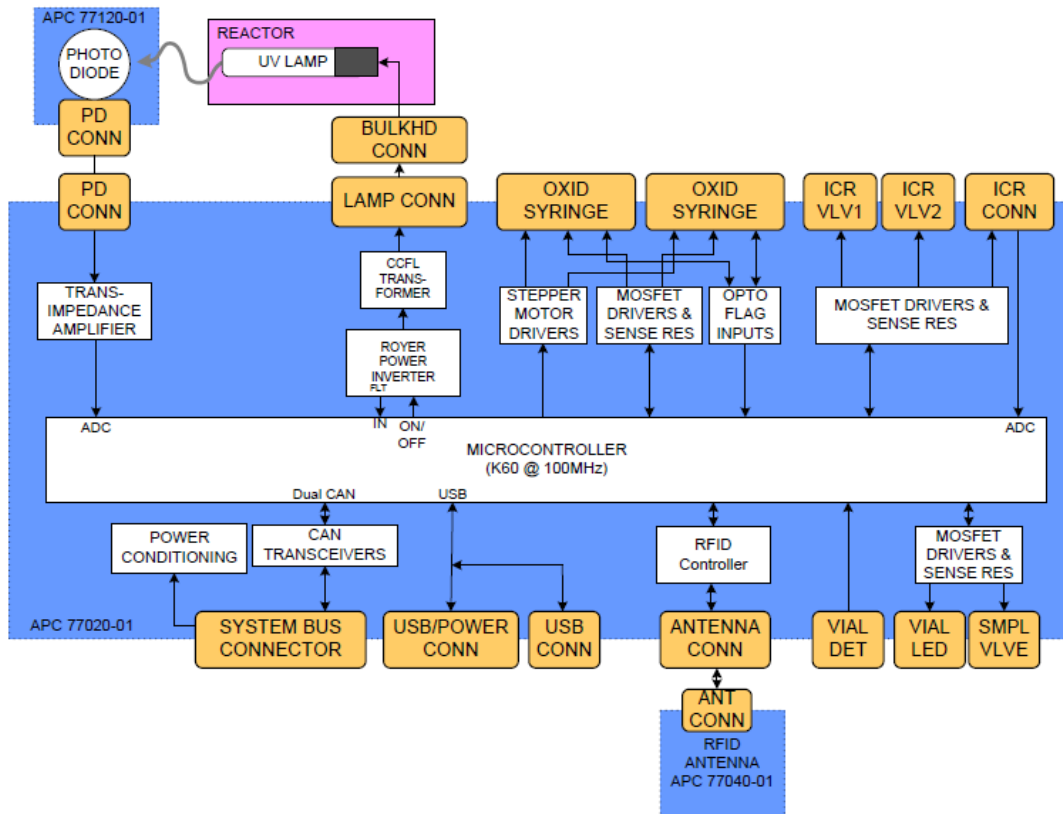 APC 77120-01
PHOTO
DIODE
PD
CONN
PD
CONN
REACTOR
UV LAMP
BULKHD
CONN
LAMP CONN
OXID
SYRINGE
OXID
SYRINGE
ICR
VLV1
ICR
VLV2
ICR
CONN
TRANS-
IMPEDANCE
AMPLIFIER
CCFL
TRANS-
FORMER
ROYER
POWER
INVERTER
FLT
STEPPER
MOTOR
DRIVERS
MOSFET
DRIVERS &
SENSE RES
OPTO
FLAG
INPUTS
MOSFET DRIVERS &
SENSE RES
ADC
IN
ON/
OFF
ADC
MICROCONTROLLER
(K60 @ 100MHz)
Dual CAN
USB
POWER
CONDITIONING
CAN
TRANSCEIVERS
RFID
Controller
MOSFET
DRIVERS &
SENSE RES
APC 77020-01
SYSTEM BUS
CONNECTOR
USB/POWER
CONN
USB
CONN
ANTENNA
CONN
VIAL
DET
VIAL
LED
SMPL
VLVE
ANT
CONN
RFID
ANTENNA
APC 77040-01